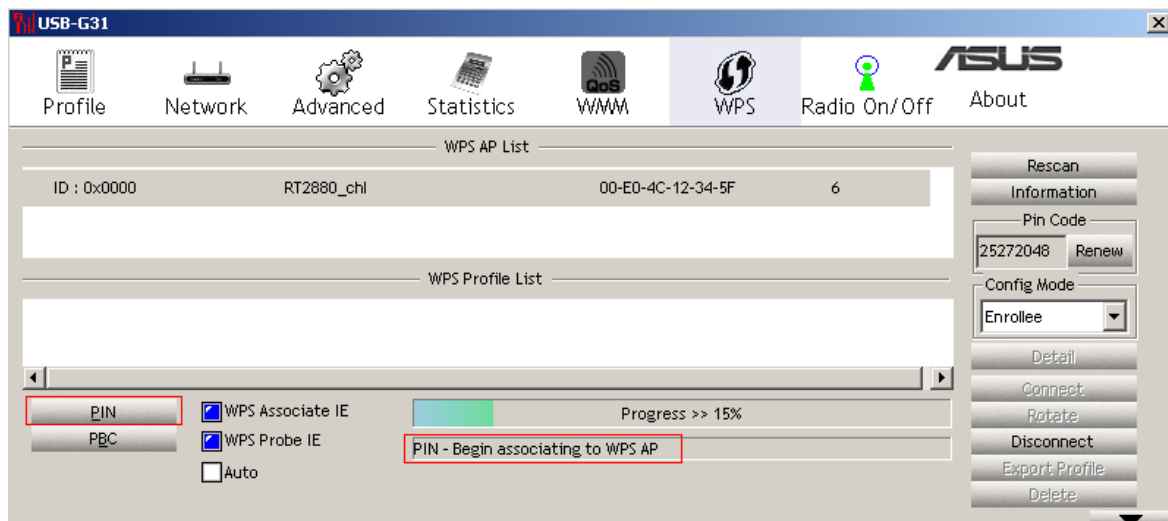 USB-G31
Profile Network Advanced Statistics WMM WPS Radio On/Off About
P
QoS
ASUS
WPS AP List
ID : 0x0000 RT2880_chl 00-E0-4C-12-34-5F 6
Rescan
Information
Pin Code
25272048 Renew
WPS Profile List
Config Mode
Enrollee
Detail
Connect
Rotate
Disconnect
Export Profile
Delete
PIN
PBC
WPS Associate IE
WPS Probe IE
Auto
Progress >> 15%
PIN - Begin associating to WPS AP